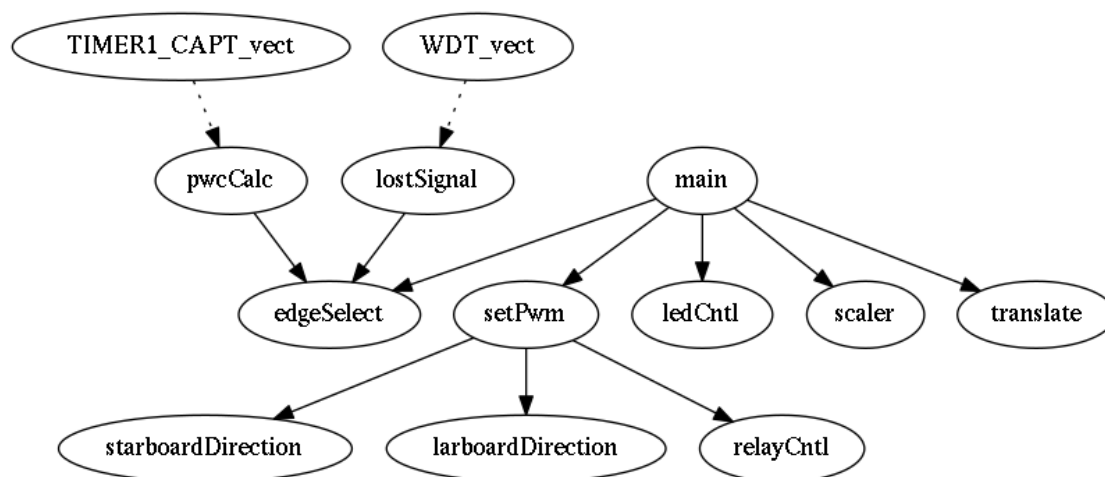 TIMER1_CAPT_vect
WDT_vect
pwcCalc
lostSignal
main
edgeSelect
setPwm
ledCntl
scaler
translate
starboardDirection
larboardDirection
relayCntl